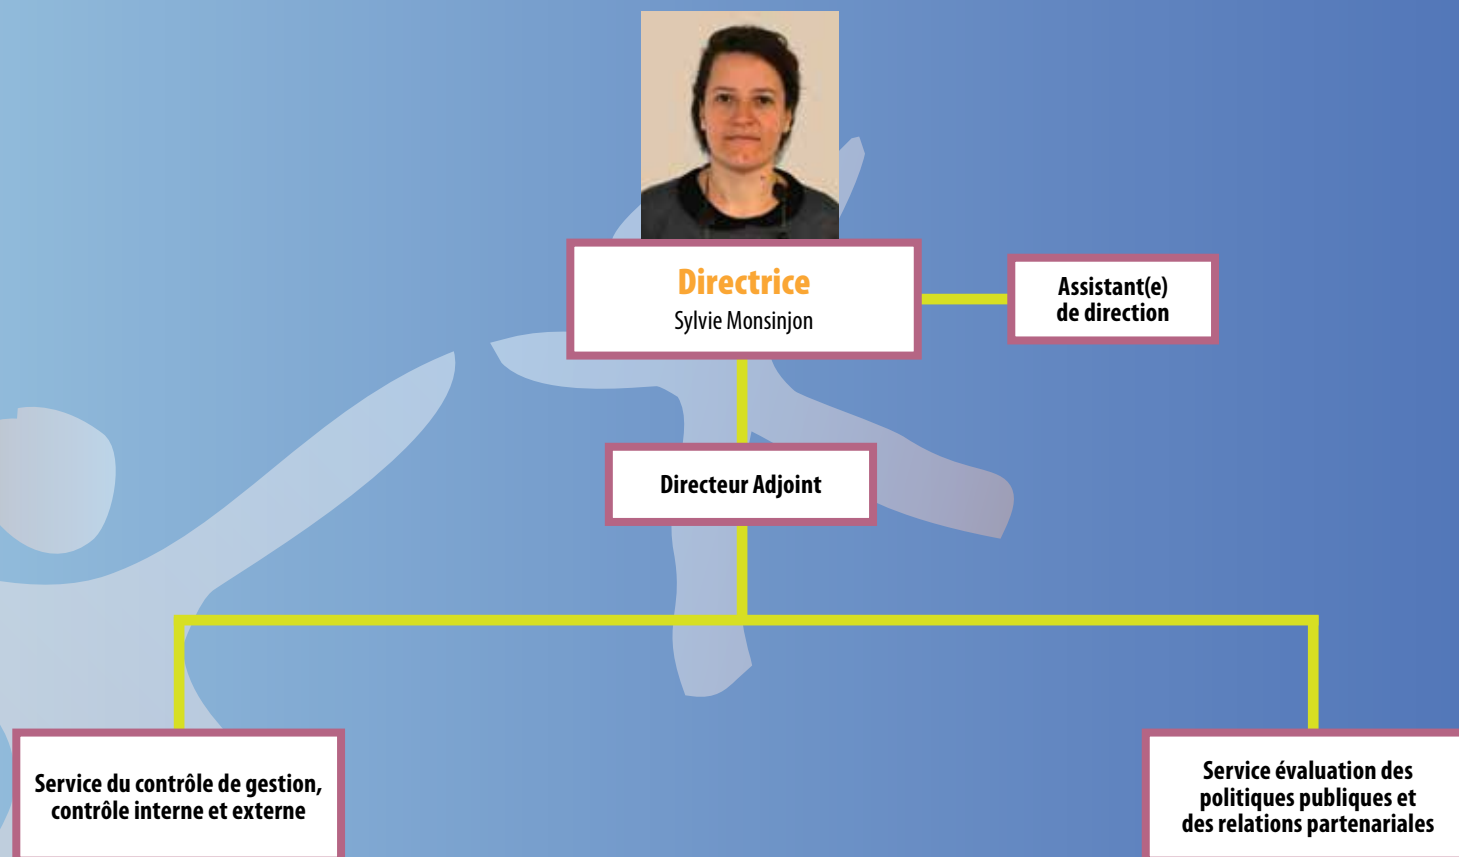 Directrice
Sylvie Monsinjon
Assistant(e)
de direction
Directeur Adjoint
Service du contrôle de gestion,
contrôle interne et externe
Service évaluation des
politiques publiques et
des relations partenariales